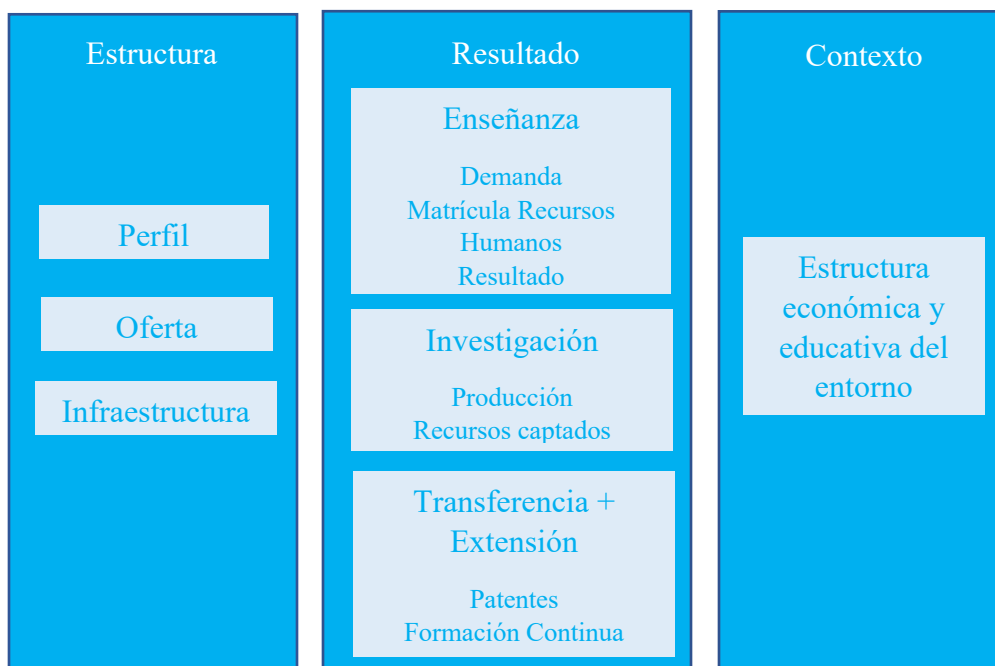 Estructura
Perfil
Oferta
Infraestructura
Resultado
Enseñanza
Demanda
Matrícula Recursos
Humanos
Resultado
Investigación
Producción
Recursos captados
Transferencia +
Extensión
Patentes
Formación Continua
Contexto
Estructura
económica y
educativa del
entorno